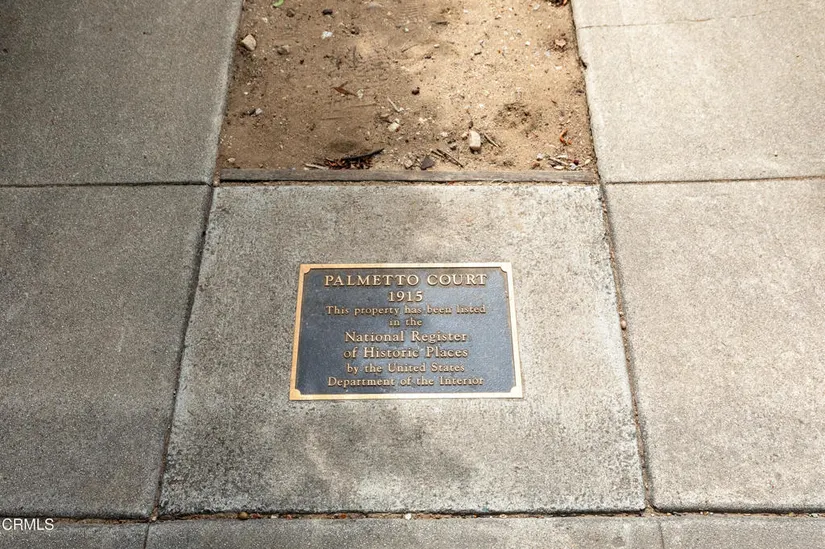 PALMETTO COURT
1915
This property has been listed
in the
National Register
of Historic Places
by the United States
Department of the Interior
CRMLS